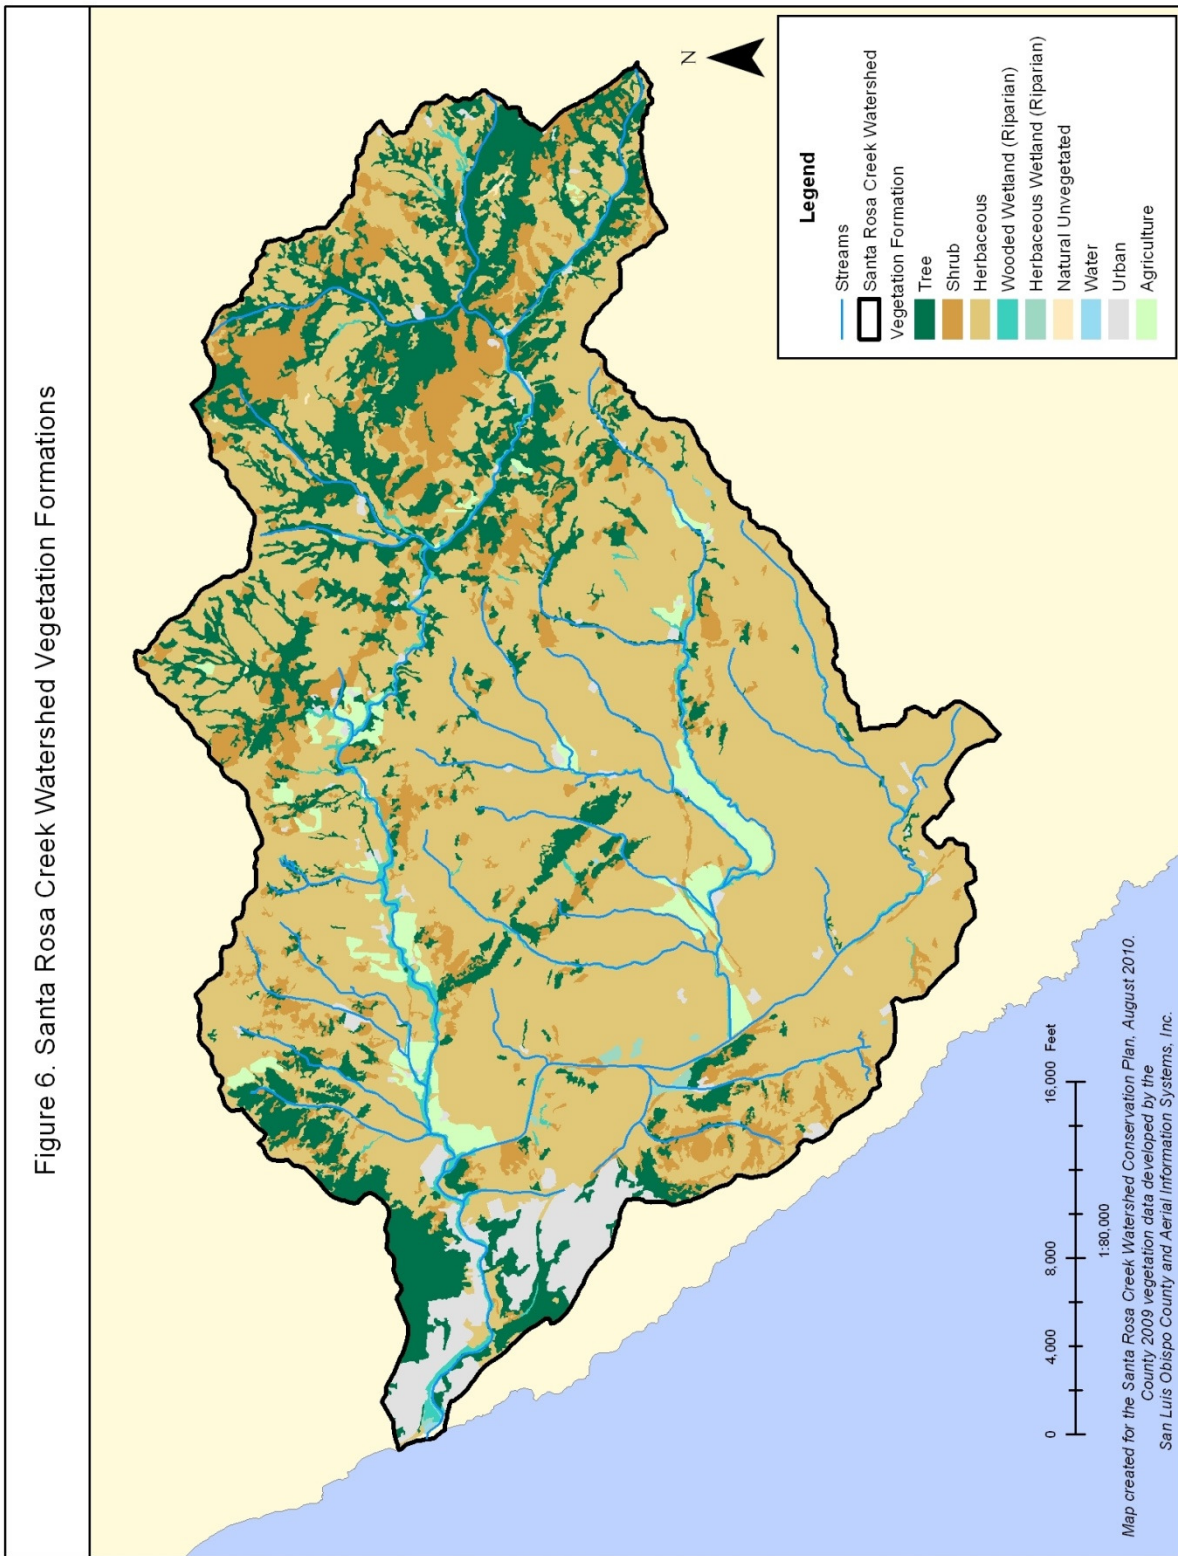 Figure 6. Santa Rosa Creek Watershed Vegetation Formations
N
Legend
Streams
Santa Rosa Creek Watershed
Vegetation Formation
Tree
Shrub
Herbaceous
Wooded Wetland (Riparian)
Herbaceous Wetland (Riparian)
Natural Unvegetated
Water
Urban
Agriculture
0 4,000 8,000 16,000 Feet
1:80,000
Map created for the Santa Rosa Creek Watershed Conservation Plan, August 2010.
County 2009 vegetation data developed by the
San Luis Obispo County and Aerial Information Systems, Inc.